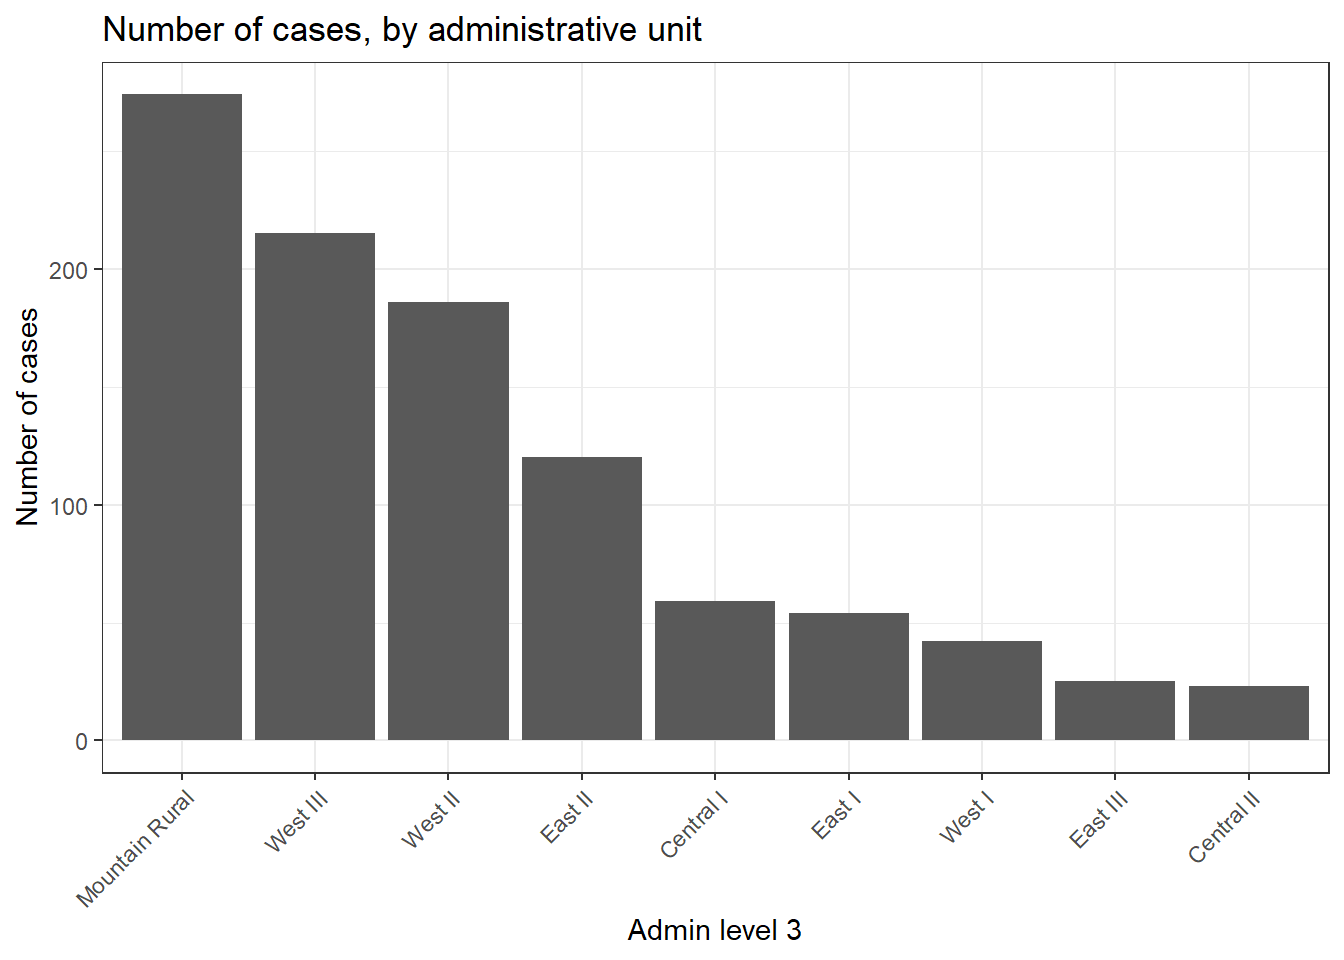 Number of cases, by administrative unit
Number of cases
200
100
0
Mountain Rural
West III
West II
East II
Central I
East I
West I
East III
Central II
Admin level 3